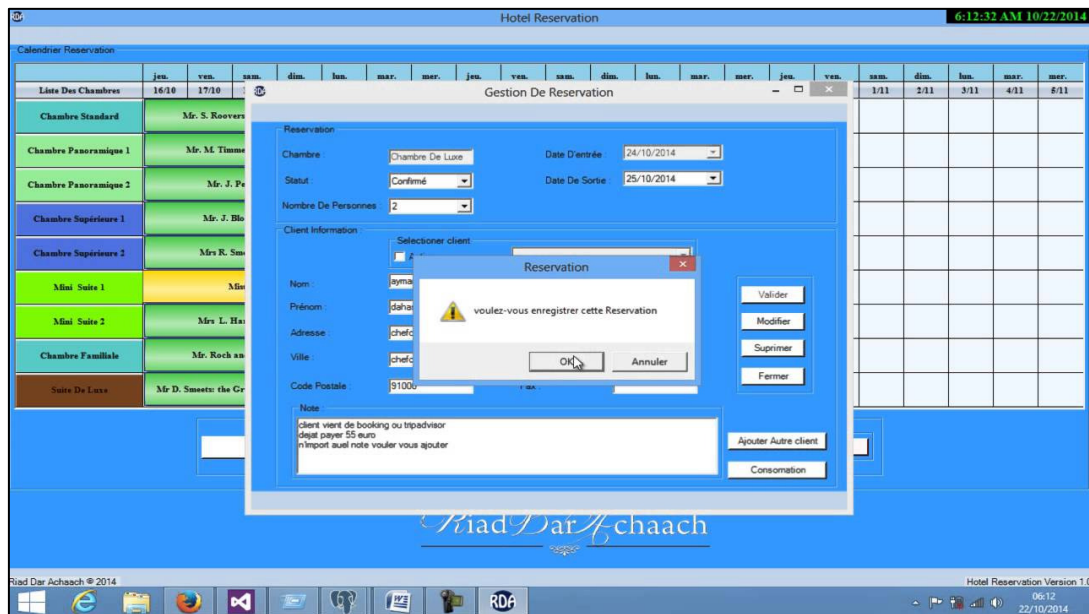 RDA Hotel Reservation 6:12:32 AM 10/22/2014
Calendrier Reservation
jeu. ven. sam. dim. lun. mar. mer. jeu. ven. sam. dim. lun. mar. mer. jeu. ven. sam. dim. lun. mar. mer.
Liste Des Chambres 16/10 17/10 1/11 2/11 3/11 4/11 5/11
RDA Gestion De Reservation
Chambre Standard Mr. S. Roovers
Chambre Panoramique 1 Mr. M. Timme
Chambre Panoramique 2 Mr. J. Pe
Chambre Supérieure 1 Mr. J. Blo
Chambre Supérieure 2 Mrs R. Sm
Mini Suite 1 Mis
Mini Suite 2 Mrs L. Ha
Chambre Familiale Mr. Roch an
Suite De Luxe Mr D. Smeets: the Gr
Reservation
Chambre : Chambre De Luxe Date D'entrée : 24/10/2014
Statut : Confirmé Date De Sortie : 25/10/2014
Nombre De Personnes : 2
Client Information :
Selectioner client
Reservation
voulez-vous enregistrer cette Reservation
OK Annuler
Nom : ayma
Prénom : daha
Adresse : chefc
Ville : chefc
Code Postale : 91000
Valider
Modifier
Suprimer
Fermer
Note :
client vient de booking ou tripadvisor
dejat payer 55 euro
n'import auel note vouler vous ajouter
Ajouter Autre client
Consomation
Riad Dar Achaach
Riad Dar Achaach © 2014 Hotel Reservation Version 1.0
RDA 06:12
22/10/2014